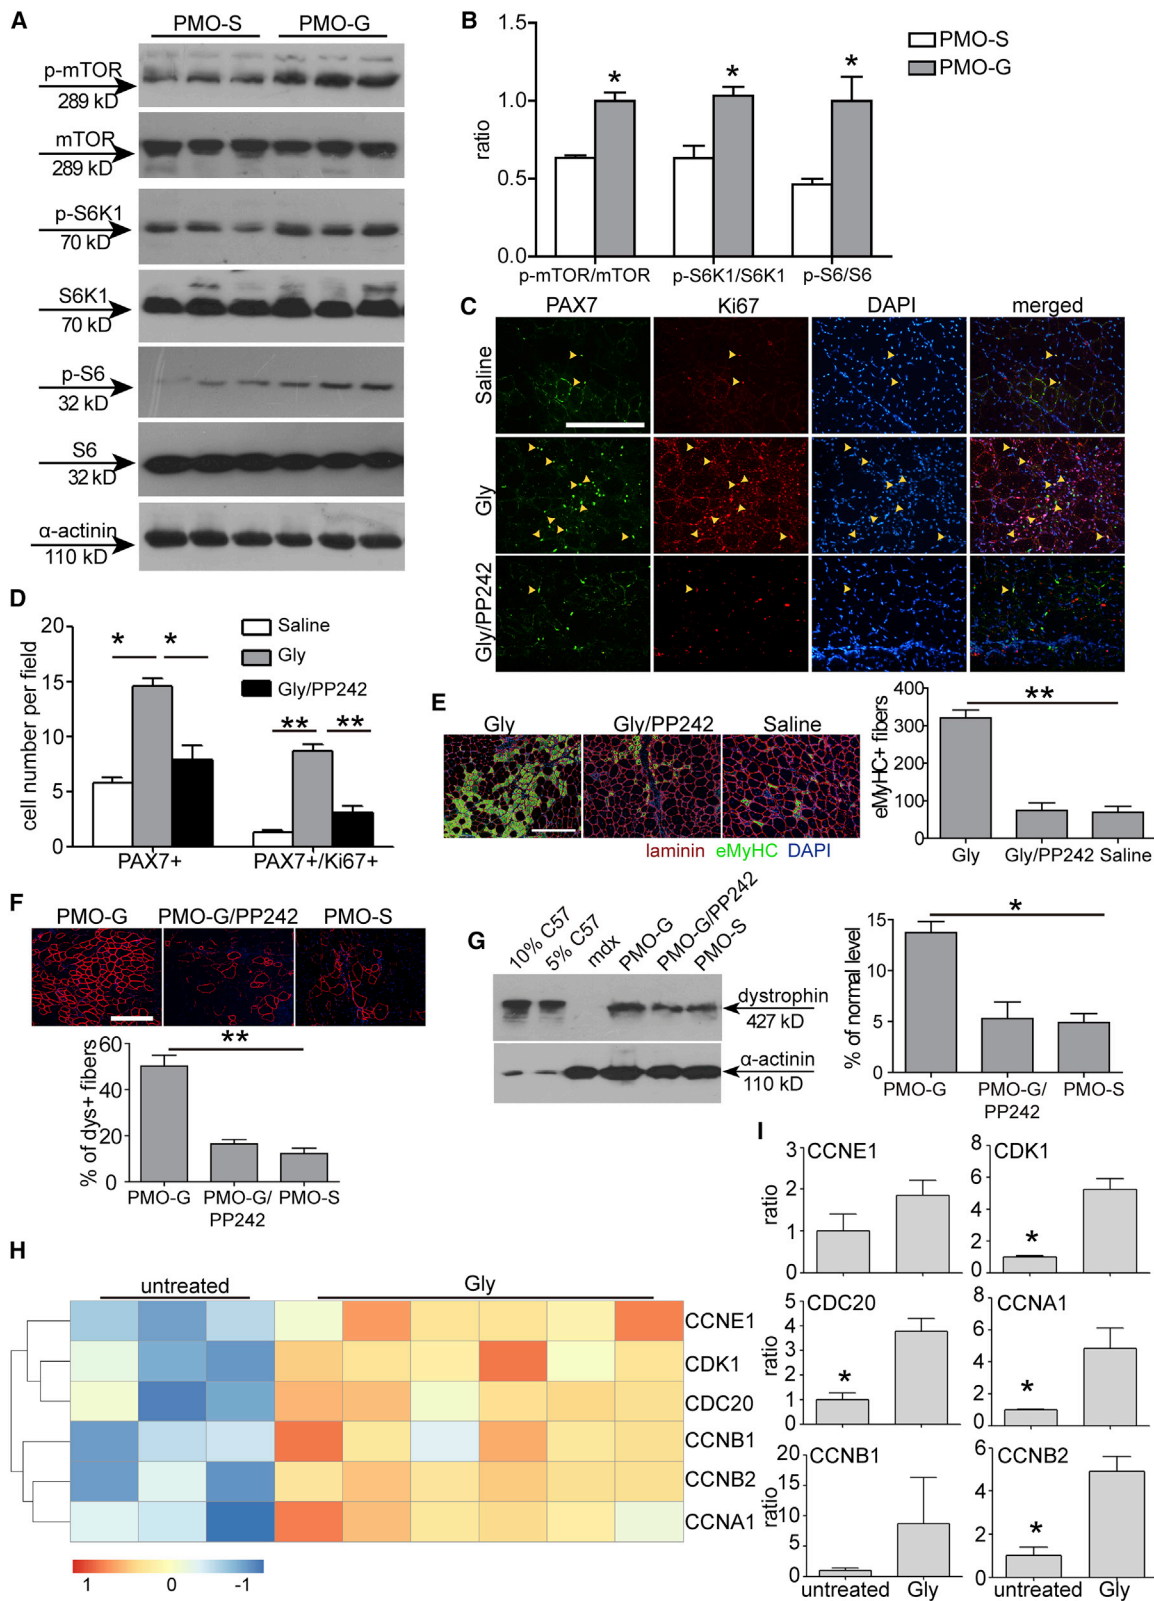 A
PMO-S PMO-G
p-mTOR
289 kD
mTOR
289 kD
p-S6K1
70 kD
S6K1
70 kD
p-S6
32 kD
S6
32 kD
α-actinin
110 kD
B
1.5
1.0
0.5
0.0
ratio
* * *
PMO-S
PMO-G
p-mTOR/mTOR p-S6K1/S6K1 p-S6/S6
C
PAX7 Ki67 DAPI merged
Saline
Gly
Gly/PP242
D
20
15
10
5
0
cell number per field
* *
** **
Saline
Gly
Gly/PP242
PAX7+ PAX7+/Ki67+
E
Gly Gly/PP242 Saline
laminin eMyHC DAPI
400
300
200
100
0
eMyHC+ fibers
**
Gly Gly/PP242 Saline
F
PMO-G PMO-G/PP242 PMO-S
60
40
20
0
% of dys+ fibers
**
PMO-G PMO-G/ PMO-S
PP242
G
10% C57
5% C57
mdx
PMO-G
PMO-G/PP242
PMO-S
dystrophin
427 kD
α-actinin
110 kD
15
10
5
0
% of normal level
*
PMO-G PMO-G/ PMO-S
PP242
H
untreated Gly
CCNE1
CDK1
CDC20
CCNB1
CCNB2
CCNA1
1 0 -1
I
CCNE1
3
2
1
0
ratio
CDK1
8
6
4
2
0
*
CDC20
5
4
3
2
1
0
ratio
*
CCNA1
8
6
4
2
0
*
CCNB1
20
15
10
5
0
ratio
untreated Gly
CCNB2
6
4
2
0
*
untreated Gly